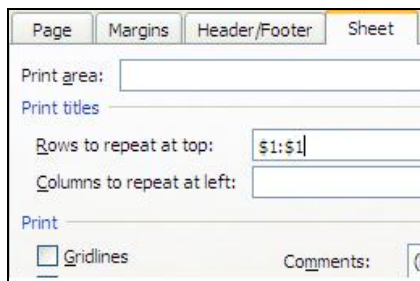 Page Margins Header/Footer Sheet
Print area:
Print titles
Rows to repeat at top: $1:$1
Columns to repeat at left:
Print
Gridlines Comments: (